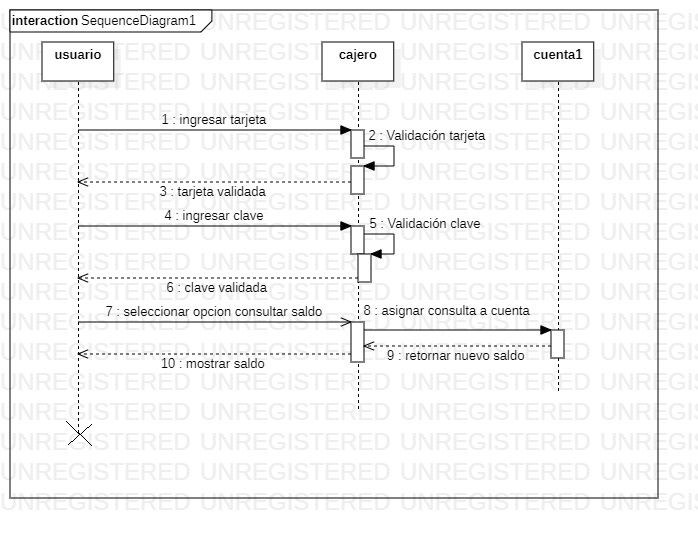 interaction SequenceDiagram1
usuario
cajero
cuenta1
1 : ingresar tarjeta
2 : Validación tarjeta
3 : tarjeta validada
4 : ingresar clave
5 : Validación clave
6 : clave validada
7 : seleccionar opcion consultar saldo
8 : asignar consulta a cuenta
9 : retornar nuevo saldo
10 : mostrar saldo
UNREGISTERED